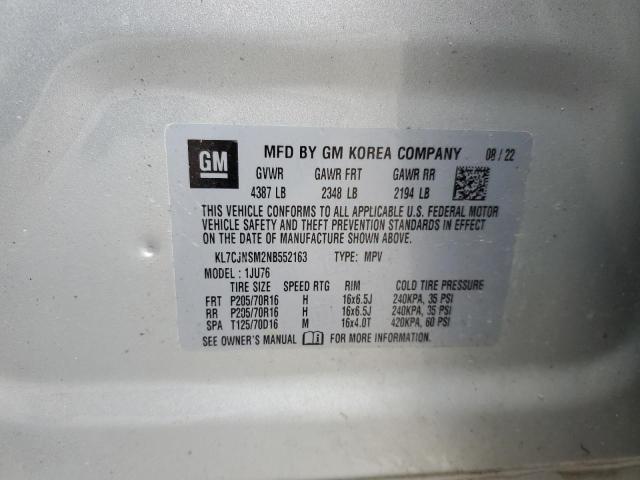 GM MFD BY GM KOREA COMPANY 08 / 22
GVWR GAWR FRT GAWR RR
4387 LB 2348 LB 2194 LB
THIS VEHICLE CONFORMS TO ALL APPLICABLE U.S. FEDERAL MOTOR
VEHICLE SAFETY AND THEFT PREVENTION STANDARDS IN EFFECT
ON THE DATE OF MANUFACTURE SHOWN ABOVE.
KL7CJNSM2NB552163 TYPE: MPV
MODEL : 1JU76
TIRE SIZE SPEED RTG RIM COLD TIRE PRESSURE
FRT P205/70R16 H 16x6.5J 240KPA, 35 PSI
RR P205/70R16 H 16x6.5J 240KPA, 35 PSI
SPA T125/70D16 M 16x4.0T 420KPA, 60 PSI
SEE OWNER'S MANUAL FOR MORE INFORMATION.